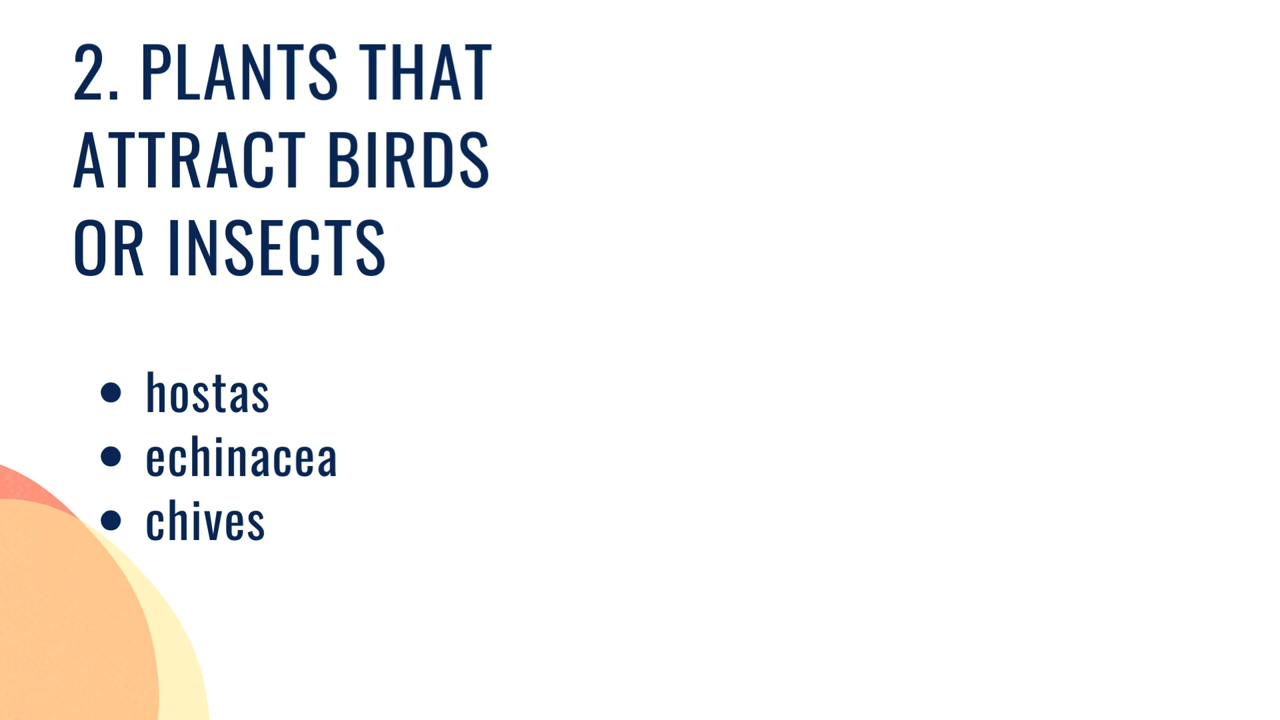 2. PLANTS THAT
ATTRACT BIRDS
OR INSECTS
• hostas
• echinacea
• chives